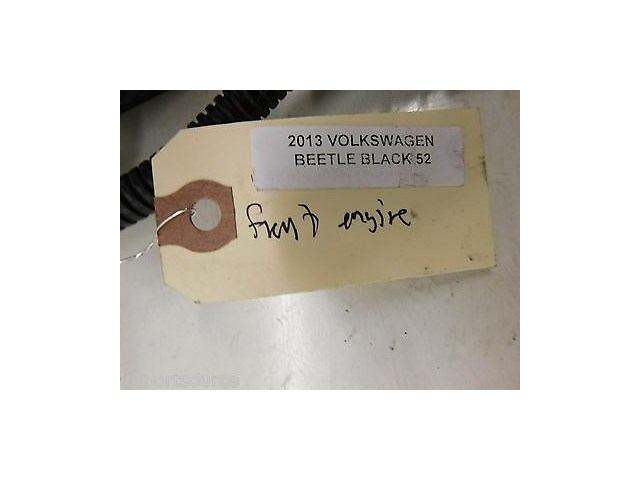 2013 VOLKSWAGEN
BEETLE BLACK 52
front engine